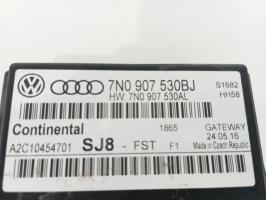 7N0 907 530BJ
S1682
HW: 7N0 907 530AL
HH58
Continental
1865
GATEWAY
24.05.16
A2C10454701
SJ8 - FST F1
Made in Czech Republic